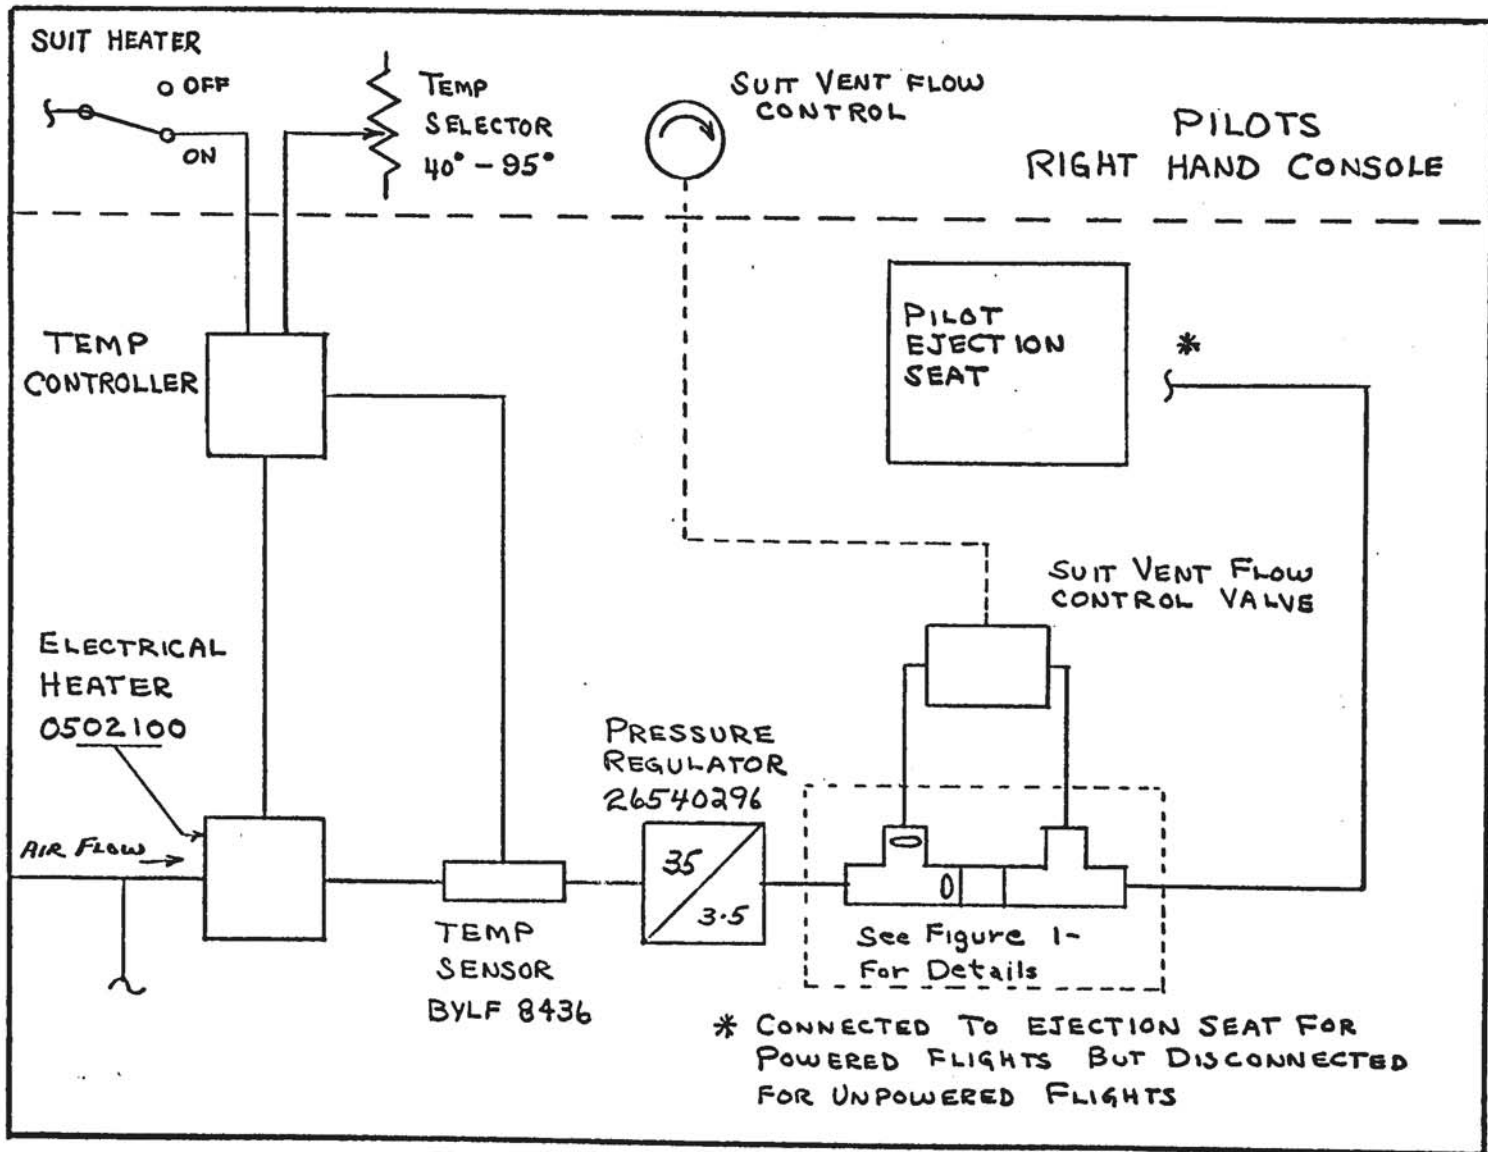 SUIT HEATER
OFF
ON
TEMP
SELECTOR
40° - 95°
SUIT VENT FLOW
CONTROL
PILOTS
RIGHT HAND CONSOLE
TEMP
CONTROLLER
PILOT
EJECTION
SEAT
*
SUIT VENT FLOW
CONTROL VALVE
ELECTRICAL
HEATER
0502100
AIR FLOW
PRESSURE
REGULATOR
26540296
35
3.5
TEMP
SENSOR
BYLF 8436
See Figure 1-
For Details
* CONNECTED TO EJECTION SEAT FOR
POWERED FLIGHTS BUT DISCONNECTED
FOR UNPOWERED FLIGHTS